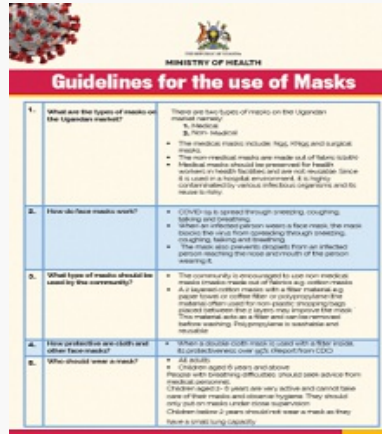 THE REPUBLIC OF UGANDA
MINISTRY OF HEALTH
Guidelines for the use of Masks
1.
What are the types of masks on
the Ugandan market?
There are two types of masks on the Ugandan
market namely
1. Medical
2. Non- Medical
• The medical masks include: N95, KN95 and surgical
masks.
• The non-medical masks are made out of fabric (cloth)
• Medical masks should be preserved for health
workers in health facilities and are not reusable. Since
it is used in a hospital environment, it is highly
contaminated by various infectious organisms and its
reuse is risky
2.
How do face masks work?
• COVID-19 is spread through sneezing, coughing,
talking and breathing.
• When an infected person wears a face mask, the mask
blocks the virus from spreading through sneezing,
coughing, talking and breathing
• The mask also prevents droplets from an infected
person reaching the nose and mouth of the person
wearing it.
3.
What type of masks should be
used by the community?
• The community is encouraged to use non medical
masks (masks made out of fabrics e.g. cotton masks
• A 2 layered cotton masks with a filter material e.g.
paper towel or coffee filter or polypropylene (the
material often used for non plastic shopping bags)
placed between the 2 layers may improve the mask
This material acts as a filter and can be removed
before washing. Polypropylene is washable and
reusable
4.
How protective are cloth and
other face masks?
• When a double cloth mask is used with a filter inside,
its protectiveness over 95% (Report from CDC)
5.
Who should wear a mask?
• All adults
• Children aged 6 years and above
People with breathing difficulties, should seek advice from
medical personnel.
Children aged 2- 5 years are very active and cannot take
care of their masks and observe hygiene. They should
only put on masks under close supervision
Children below 2 years should not wear a mask as they
have a small lung capacity